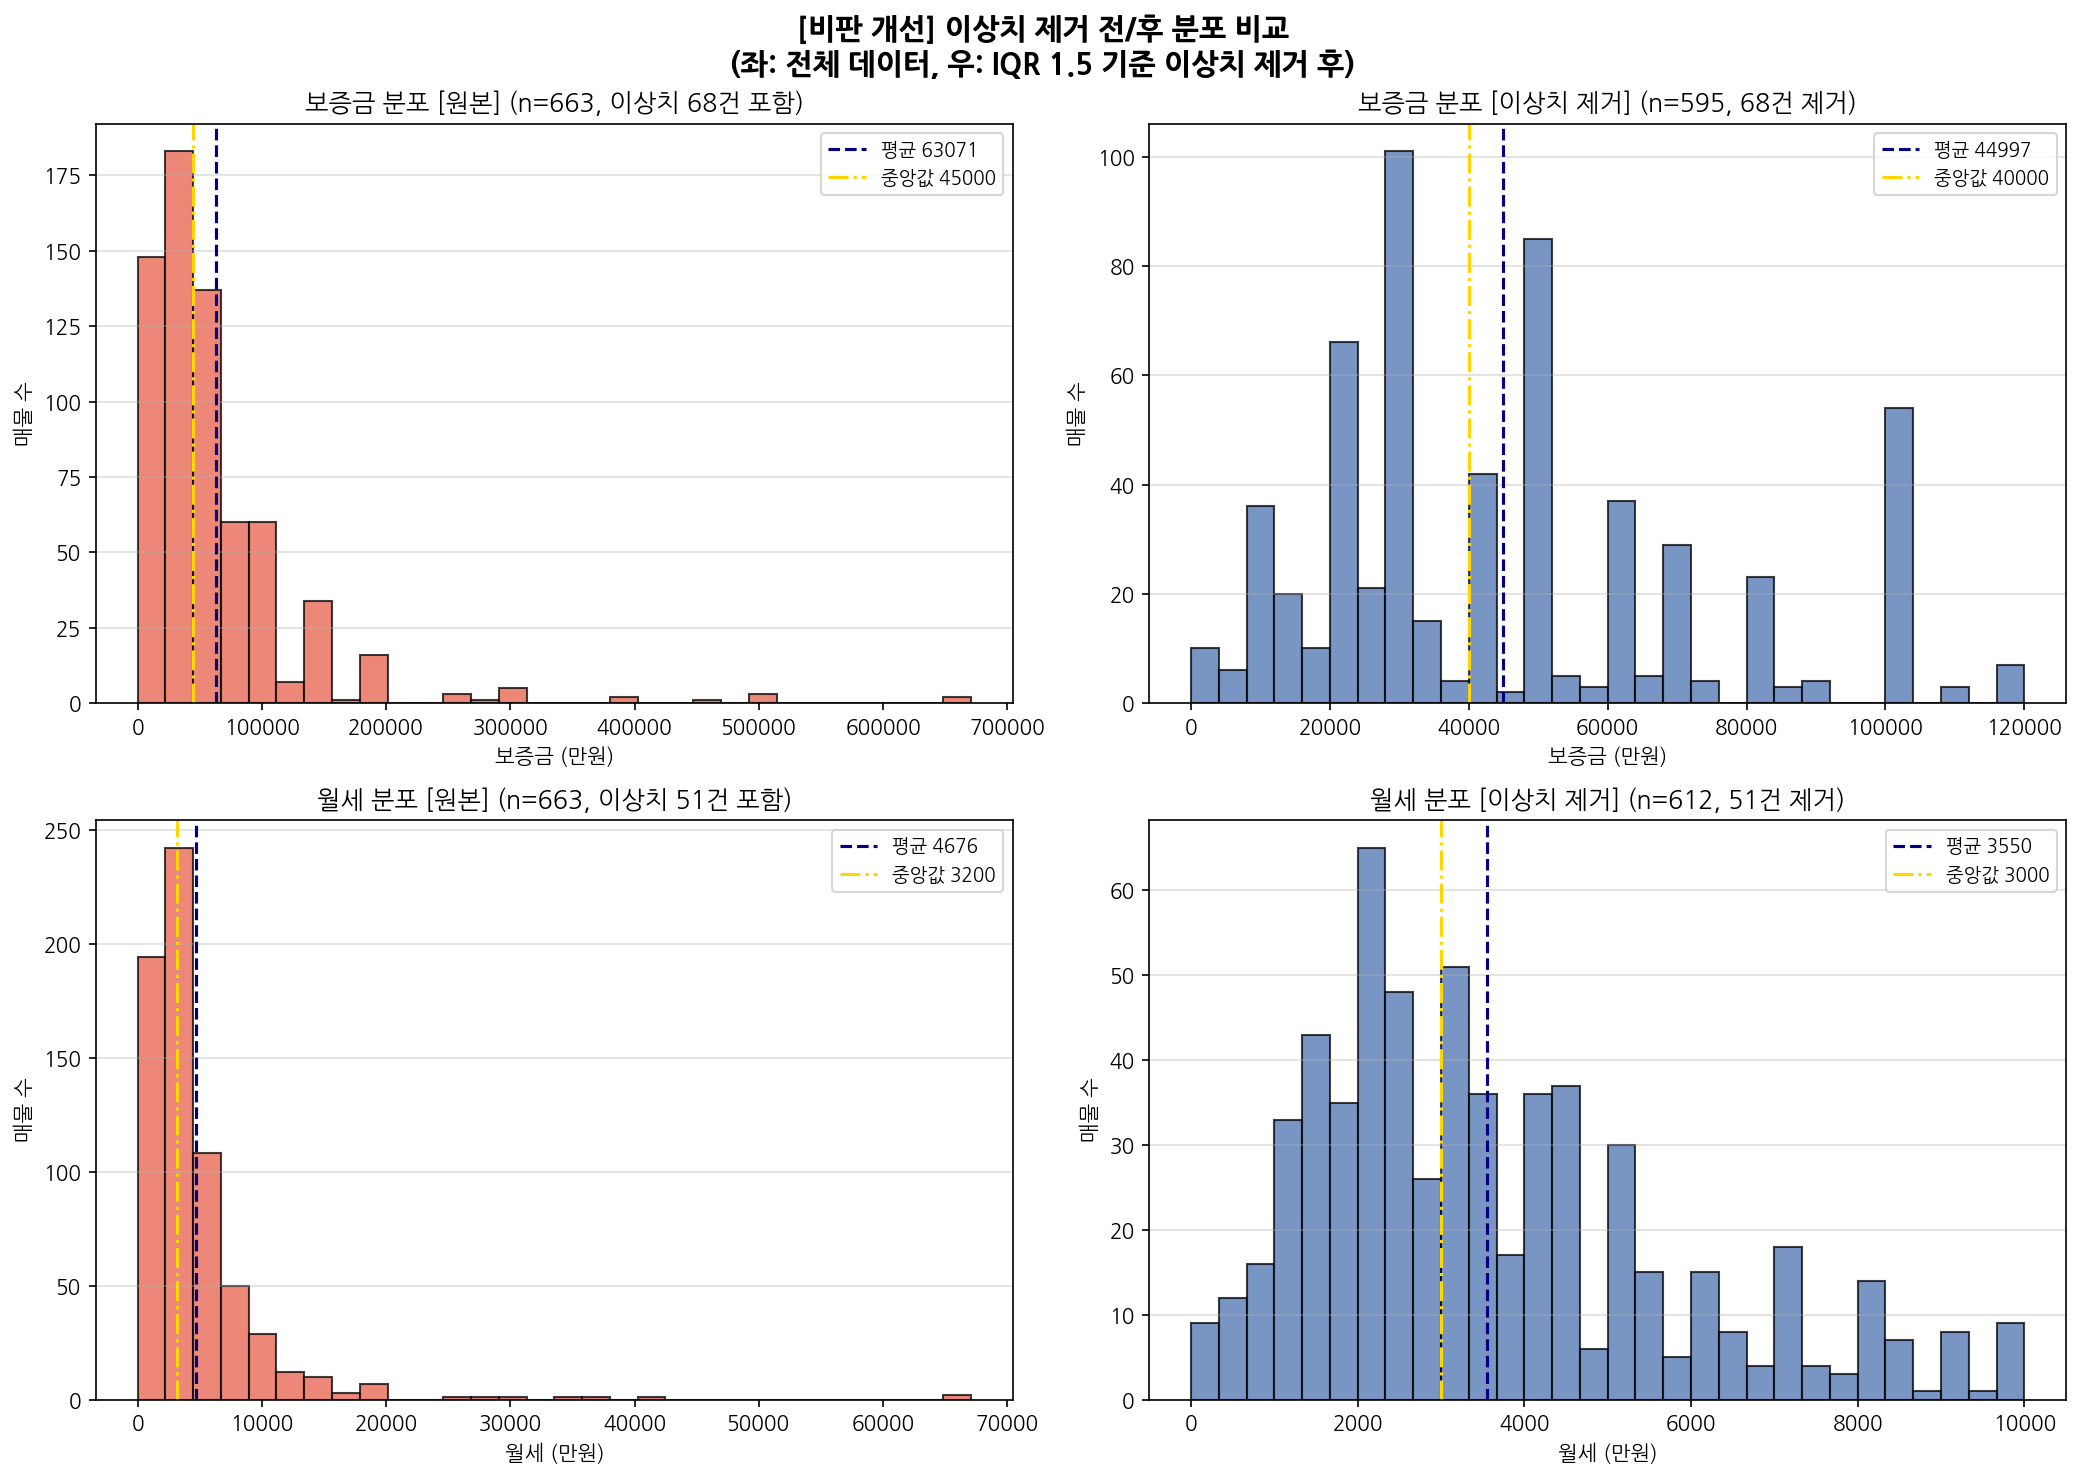 [비판 개선] 이상치 제거 전/후 분포 비교
(좌: 전체 데이터, 우: IQR 1.5 기준 이상치 제거 후)
보증금 분포 [원본] (n=663, 이상치 68건 포함)
평균 63071
중앙값 45000
매물 수
175
150
125
100
75
50
25
0
0 100000 200000 300000 400000 500000 600000 700000
보증금 (만원)
보증금 분포 [이상치 제거] (n=595, 68건 제거)
평균 44997
중앙값 40000
매물 수
100
80
60
40
20
0
0 20000 40000 60000 80000 100000 120000
보증금 (만원)
월세 분포 [원본] (n=663, 이상치 51건 포함)
평균 4676
중앙값 3200
매물 수
250
200
150
100
50
0
0 10000 20000 30000 40000 50000 60000 70000
월세 (만원)
월세 분포 [이상치 제거] (n=612, 51건 제거)
평균 3550
중앙값 3000
매물 수
60
50
40
30
20
10
0
0 2000 4000 6000 8000 10000
월세 (만원)